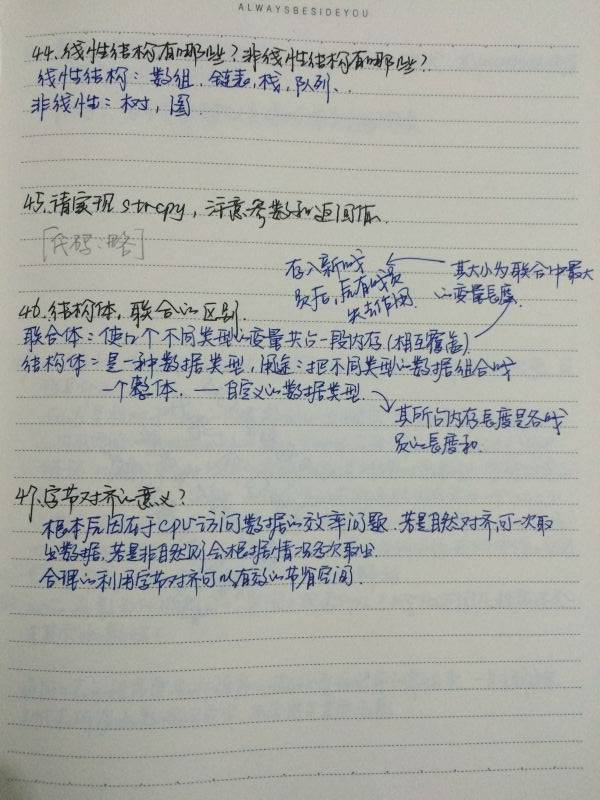 ALWAYSBESIDEYOU
44.线性结构有哪些?非线性结构有哪些?
线性结构:数组,链表,栈,队列、
非线性:树,图
45.请实现strcpy,注意参数和返回值.
[代码:略]
存入新成
员后,原有成员
失去作用.
其大小为联合中最大
的变量长度.
46.结构体,联合的区别.
联合体:使几个不同类型的变量共占一段内存(相互覆盖)
结构体:是一种数据类型,用途:把不同类型的数据组合成
一个整体.——自定义的数据类型.
其所占内存长度是各成
员的长度和.
47.字节对齐的意义?
根本原因在于CPU访问数据的效率问题.若是自然对齐,可一次取
出数据,若是非自然则会根据情况多次取出.
合理的利用字节对齐可以有效的节省空间.